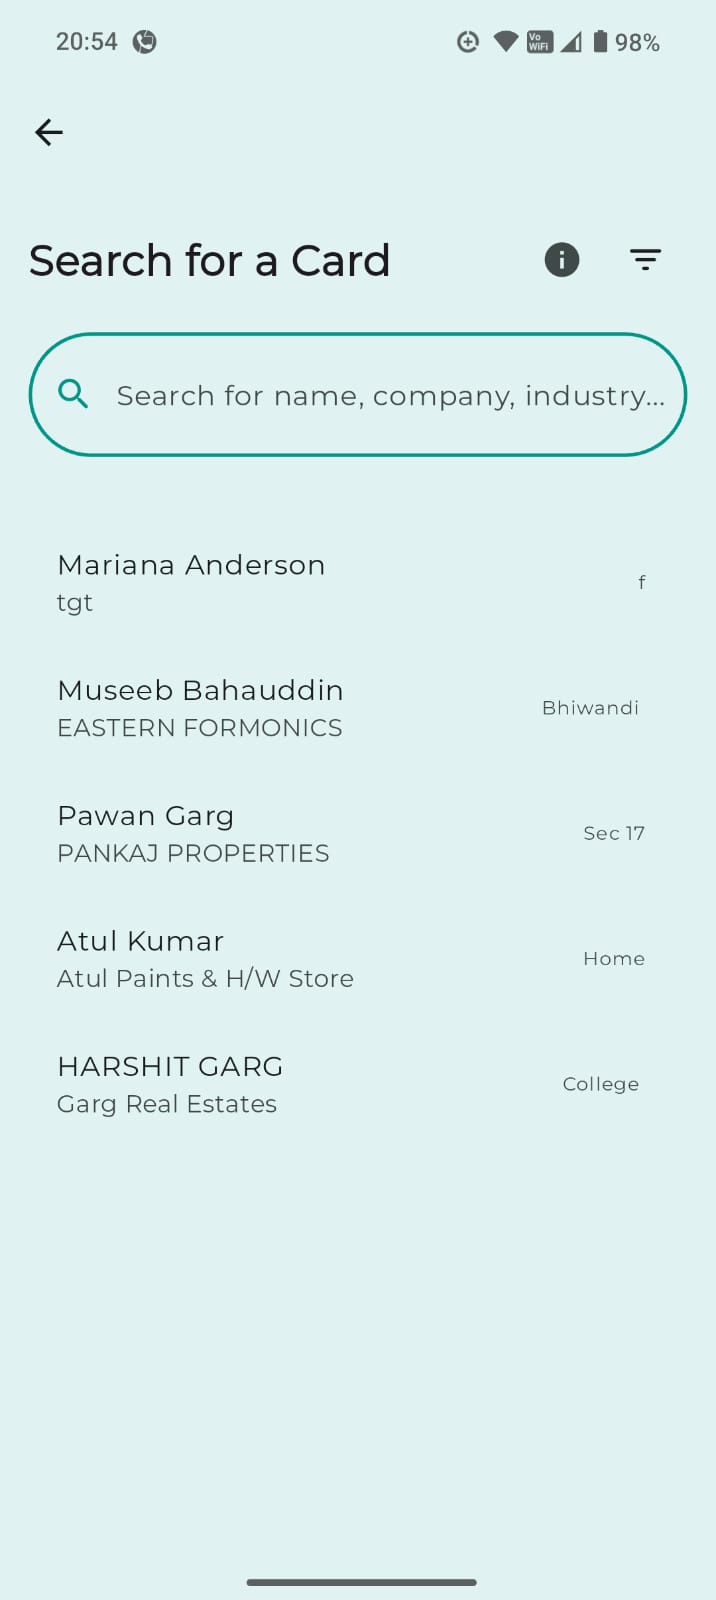 20:54
Vo WiFi 98%
Search for a Card
Search for name, company, industry...
Mariana Anderson
tgt
f
Museeb Bahauddin
EASTERN FORMONICS
Bhiwandi
Pawan Garg
PANKAJ PROPERTIES
Sec 17
Atul Kumar
Atul Paints & H/W Store
Home
HARSHIT GARG
Garg Real Estates
College